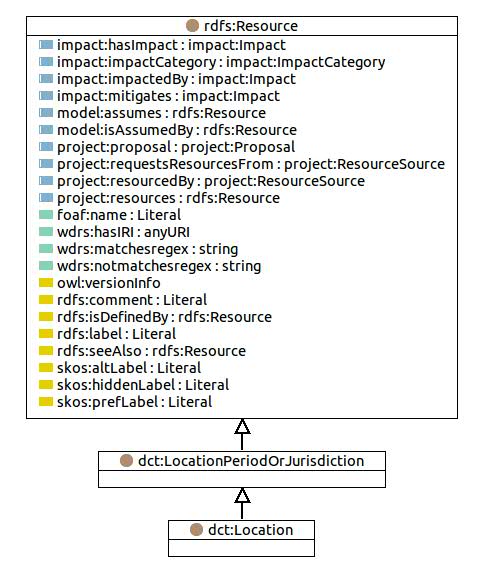 rdfs:Resource
impact:hasImpact : impact:Impact
impact:impactCategory : impact:ImpactCategory
impact:impactedBy : impact:Impact
impact:mitigates : impact:Impact
model:assumes : rdfs:Resource
model:isAssumedBy : rdfs:Resource
project:proposal : project:Proposal
project:requestsResourcesFrom : project:ResourceSource
project:resourcedBy : project:ResourceSource
project:resources : rdfs:Resource
foaf:name : Literal
wdrs:hasIRI : anyURI
wdrs:matchesregex : string
wdrs:notmatchesregex : string
owl:versionInfo
rdfs:comment : Literal
rdfs:isDefinedBy : rdfs:Resource
rdfs:label : Literal
rdfs:seeAlso : rdfs:Resource
skos:altLabel : Literal
skos:hiddenLabel : Literal
skos:prefLabel : Literal
dct:LocationPeriodOrJurisdiction
dct:Location